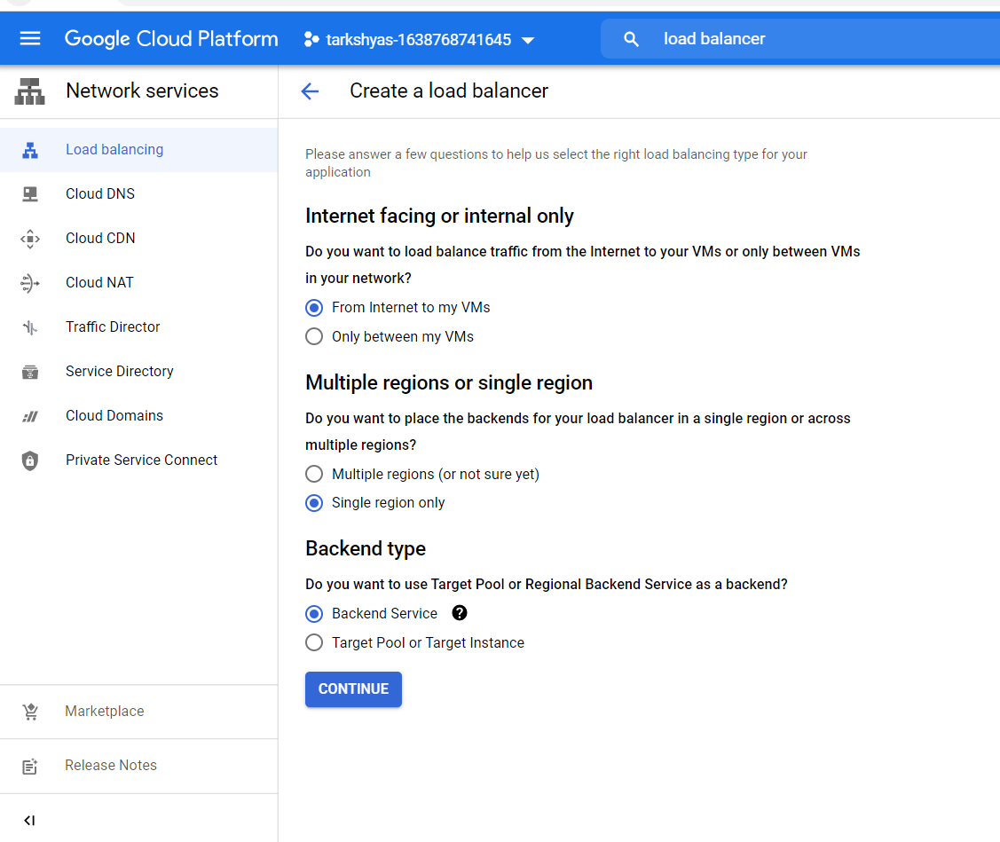 Google Cloud Platform
tarkshyas-1638768741645
load balancer
Network services
Create a load balancer
Load balancing
Cloud DNS
Cloud CDN
Cloud NAT
Traffic Director
Service Directory
Cloud Domains
Private Service Connect
Marketplace
Release Notes
Please answer a few questions to help us select the right load balancing type for your
application
Internet facing or internal only
Do you want to load balance traffic from the Internet to your VMs or only between VMs
in your network?
From Internet to my VMs
Only between my VMs
Multiple regions or single region
Do you want to place the backends for your load balancer in a single region or across
multiple regions?
Multiple regions (or not sure yet)
Single region only
Backend type
Do you want to use Target Pool or Regional Backend Service as a backend?
Backend Service ?
Target Pool or Target Instance
CONTINUE